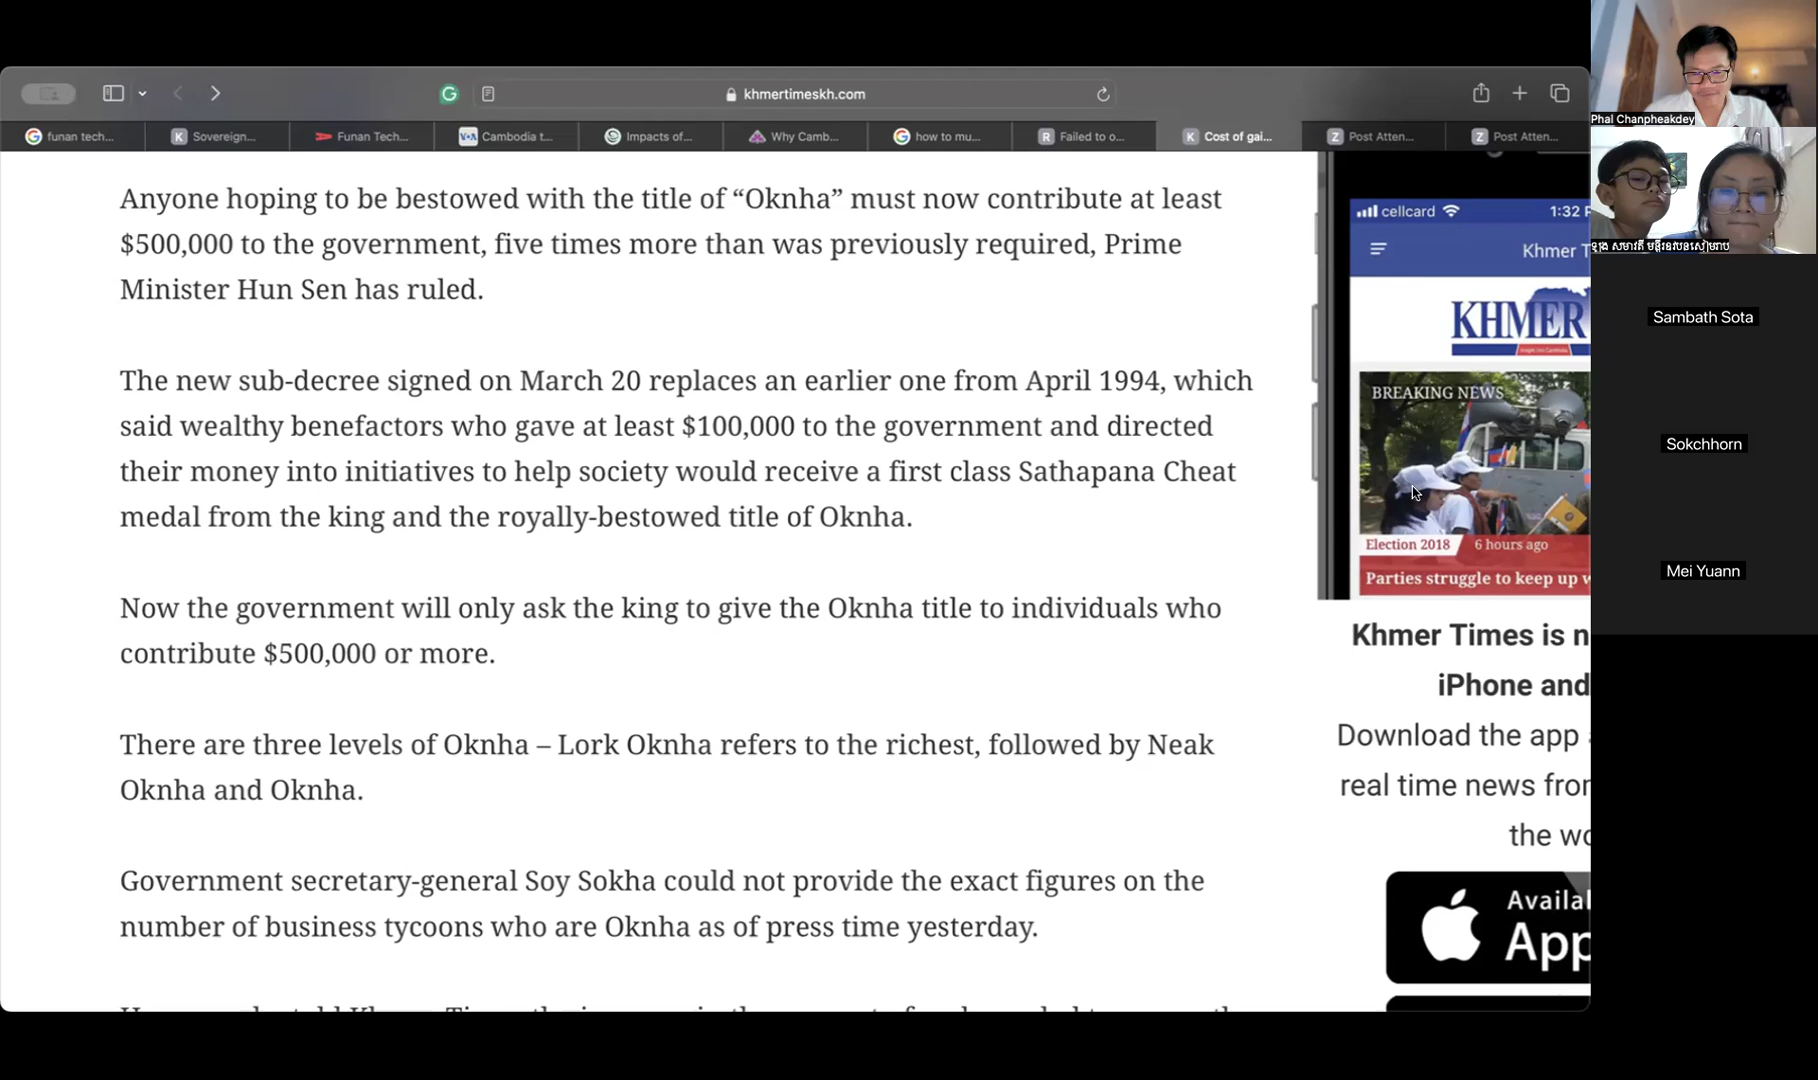 khmertimeskh.com
funan tech...
Sovereign...
Funan Tech...
Cambodia t...
Impacts of...
Why Camb...
how to mu...
Failed to o...
Cost of gai...
Post Atten...
Post Atten...
Anyone hoping to be bestowed with the title of “Oknha” must now contribute at least
$500,000 to the government, five times more than was previously required, Prime
Minister Hun Sen has ruled.
The new sub-decree signed on March 20 replaces an earlier one from April 1994, which
said wealthy benefactors who gave at least $100,000 to the government and directed
their money into initiatives to help society would receive a first class Sathapana Cheat
medal from the king and the royally-bestowed title of Oknha.
Now the government will only ask the king to give the Oknha title to individuals who
contribute $500,000 or more.
There are three levels of Oknha – Lork Oknha refers to the richest, followed by Neak
Oknha and Oknha.
Government secretary-general Soy Sokha could not provide the exact figures on the
number of business tycoons who are Oknha as of press time yesterday.
cellcard 1:32
Khmer T
KHMER
BREAKING NEWS
Election 2018 6 hours ago
Parties struggle to keep up
Khmer Times is n
iPhone and
Download the app
real time news fro
the wo
Availal
App
Phal Chanpheakdey
Sambath Sota
Sokchhorn
Mei Yuann